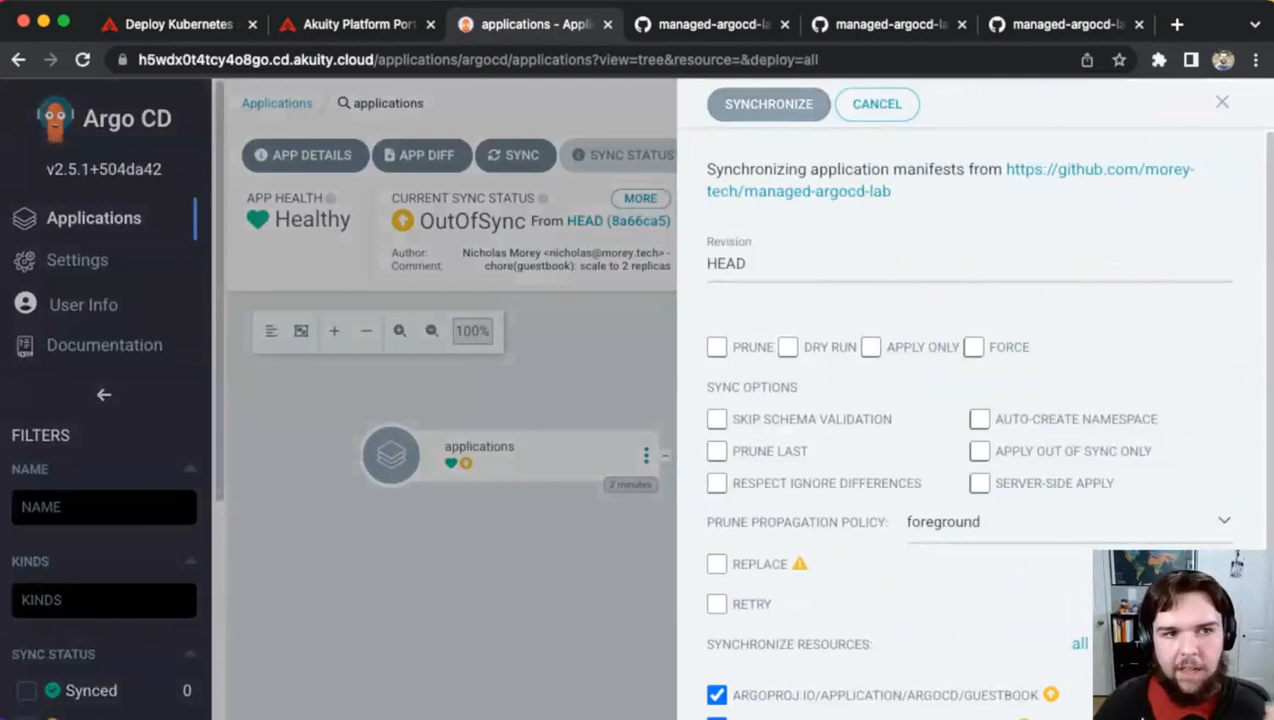 Deploy Kubernetes
Akuity Platform Port
applications - Appli
managed-argocd-la
managed-argocd-la
managed-argocd-la
h5wdx0t4tcy4o8go.cd.akuity.cloud/applications/argocd/applications?view=tree&resource=&deploy=all
Argo CD
v2.5.1+504da42
Applications
Settings
User Info
Documentation
FILTERS
NAME
NAME
KINDS
KINDS
SYNC STATUS
Synced 0
Applications / applications
APP DETAILS
APP DIFF
SYNC
SYNC STATUS
APP HEALTH
Healthy
CURRENT SYNC STATUS
MORE
OutOfSync From HEAD (8a66ca5)
Author: Nicholas Morey <nicholas@morey.tech> -
Comment: chore(guestbook): scale to 2 replicas
100%
applications
2 minutes
SYNCHRONIZE
CANCEL
Synchronizing application manifests from https://github.com/morey-
tech/managed-argocd-lab
Revision
HEAD
PRUNE DRY RUN APPLY ONLY FORCE
SYNC OPTIONS
SKIP SCHEMA VALIDATION AUTO-CREATE NAMESPACE
PRUNE LAST APPLY OUT OF SYNC ONLY
RESPECT IGNORE DIFFERENCES SERVER-SIDE APPLY
PRUNE PROPAGATION POLICY: foreground
REPLACE
RETRY
SYNCHRONIZE RESOURCES: all
ARGOPROJ.IO/APPLICATION/ARGOCD/GUESTBOOK